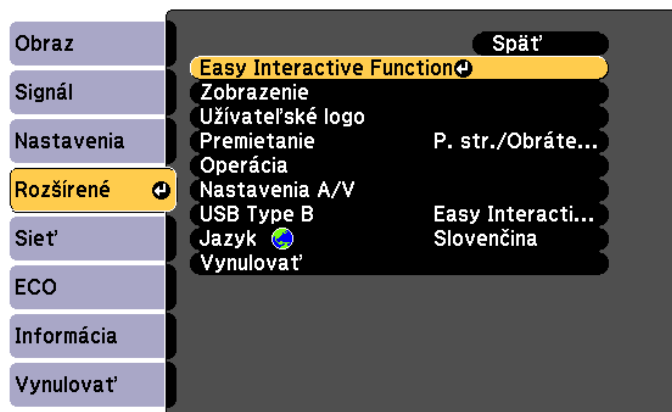 Obraz
Signál
Nastavenia
Rozšírené
Sieť
ECO
Informácia
Vynulovať
Späť
Easy Interactive Function
Zobrazenie
Užívateľské logo
Premietanie P. str./Obráte...
Operácia
Nastavenia A/V
USB Type B Easy Interacti...
Jazyk Slovenčina
Vynulovať